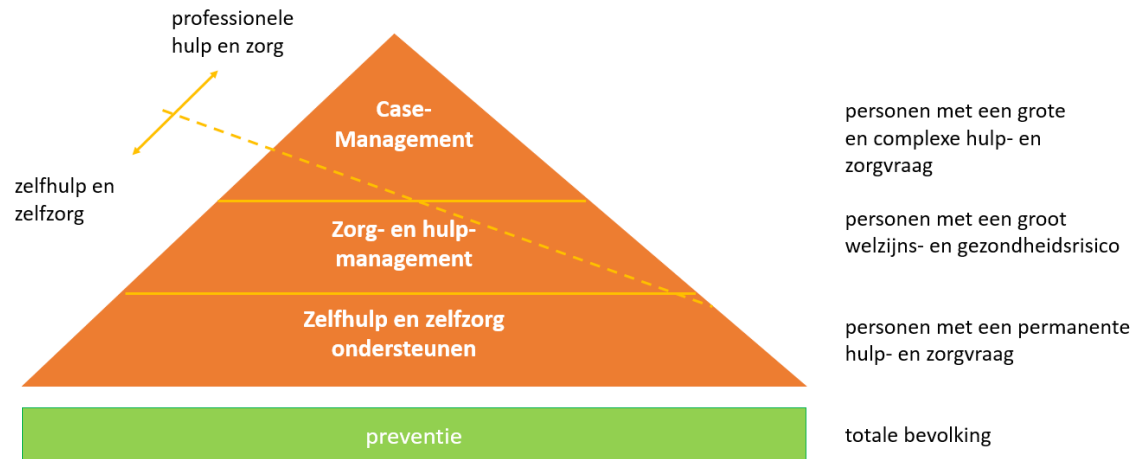 professionele
hulp en zorg
zelfhulp en
zelfzorg
Case-
Management
personen met een grote
en complexe hulp- en
zorgvraag
Zorg- en hulp-
management
personen met een groot
welzijns- en gezondheidsrisico
Zelfhulp en zelfzorg
ondersteunen
personen met een permanente
hulp- en zorgvraag
preventie
totale bevolking